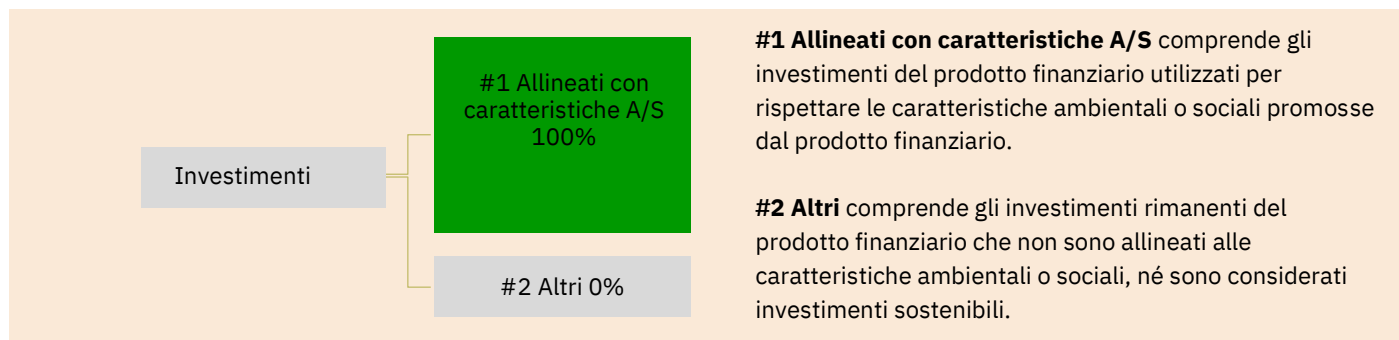 Investimenti
#1 Allineati con
caratteristiche A/S
100%
#2 Altri 0%
#1 Allineati con caratteristiche A/S comprende gli
investimenti del prodotto finanziario utilizzati per
rispettare le caratteristiche ambientali o sociali promosse
dal prodotto finanziario.
#2 Altri comprende gli investimenti rimanenti del
prodotto finanziario che non sono allineati alle
caratteristiche ambientali o sociali, né sono considerati
investimenti sostenibili.